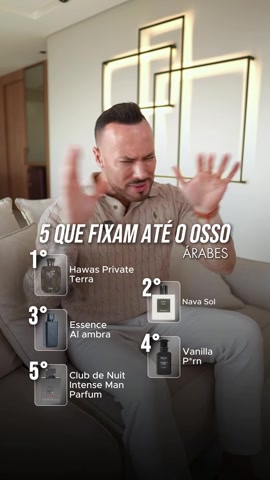 5 QUE FIXAM ATÉ O OSSO
ÁRABES
1°
Hawas Private
Terra
2°
Nava Sol
3°
Essence
Al ambra
4°
Vanilla
P*rn
5°
Club de Nuit
Intense Man
Parfum